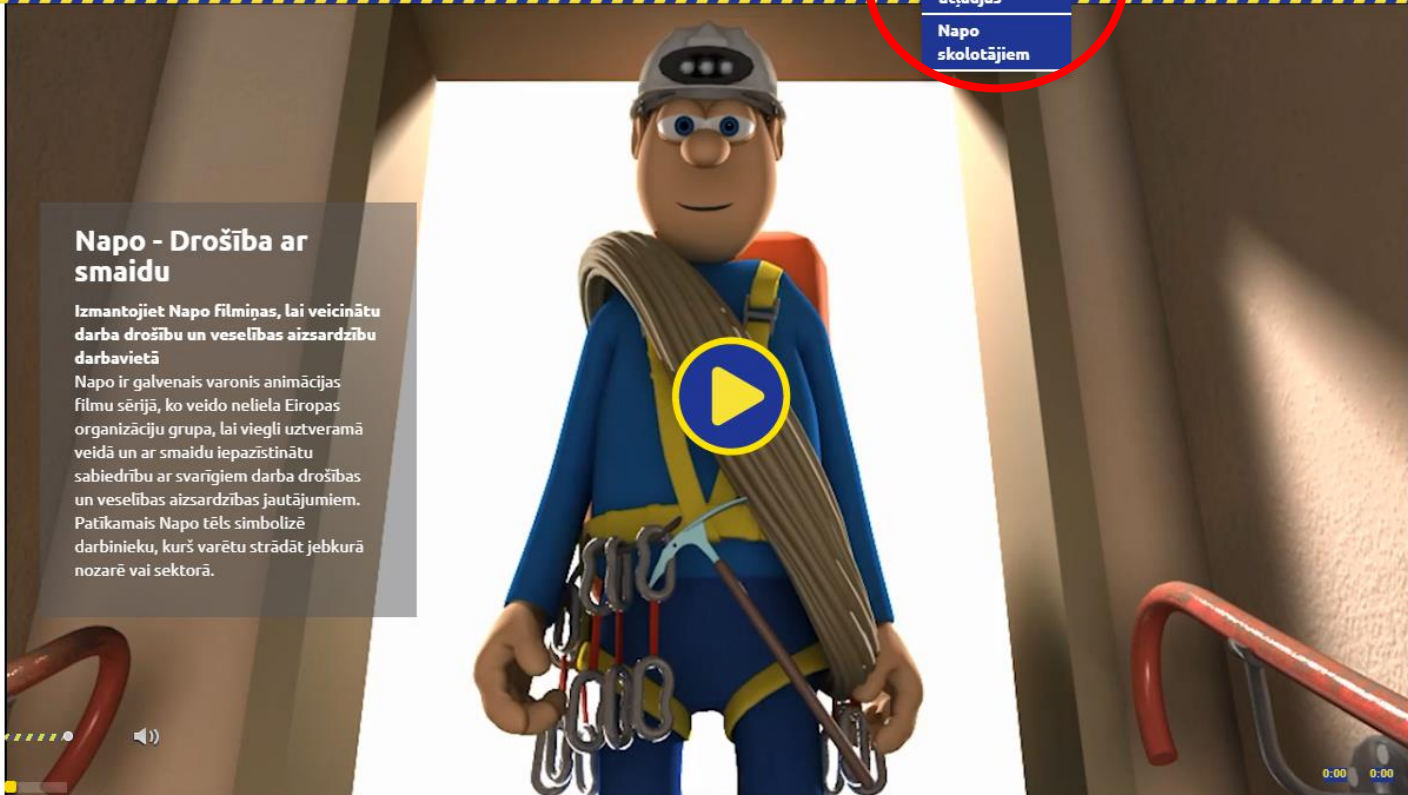 Napo
skolotājiem
Napo - Drošība ar
smaidu
Izmantojiet Napo filmiņas, lai veicinātu
darba drošību un veselības aizsardzību
darbavietā
Napo ir galvenais varonis animācijas
filmu sērijā, ko veido neliela Eiropas
organizāciju grupa, lai viegli uztveramā
veidā un ar smaidu iepazīstinātu
sabiedrību ar svarīgiem darba drošības
un veselības aizsardzības jautājumiem.
Patīkamais Napo tēls simbolizē
darbinieku, kurš varētu strādāt jebkurā
nozarē vai sektorā.
0:00 0:00